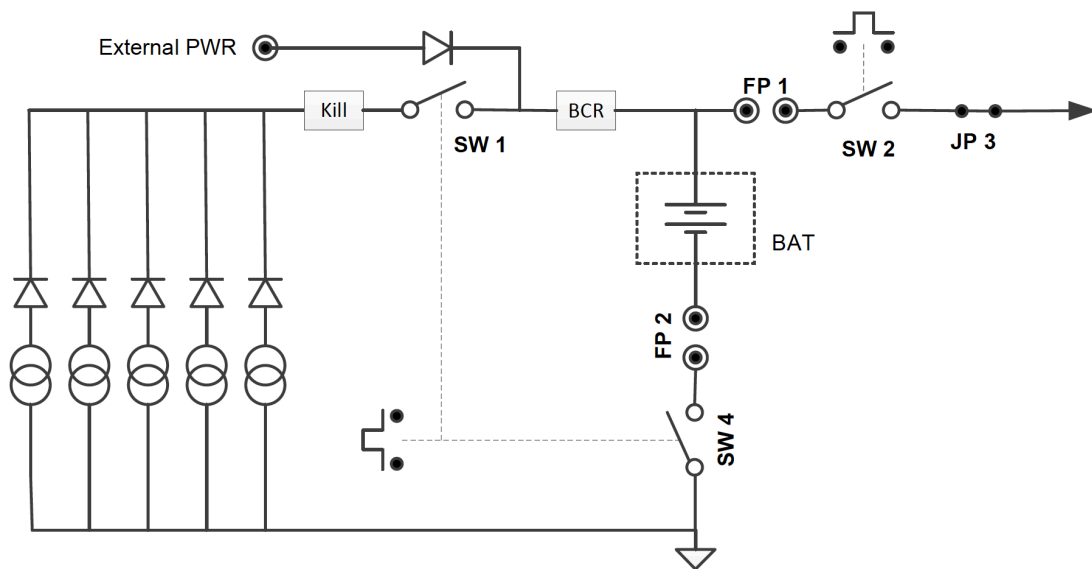 External PWR
Kill
SW 1
BCR
FP 1
SW 2
JP 3
BAT
FP 2
SW 4